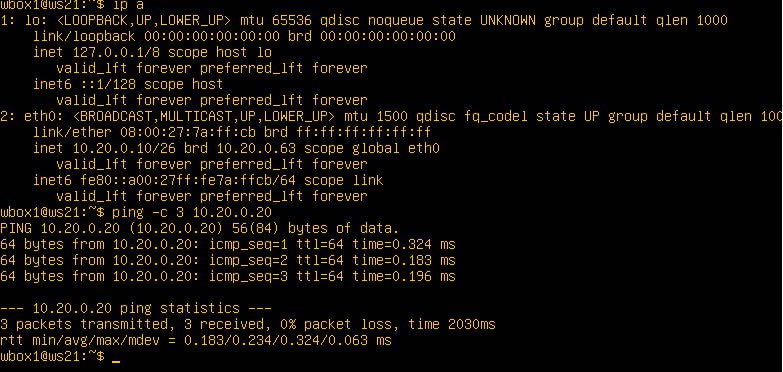 wbox1@ws21:~$ ip a
1: lo: <LOOPBACK,UP,LOWER_UP> mtu 65536 qdisc noqueue state UNKNOWN group default qlen 1000
    link/loopback 00:00:00:00:00:00 brd 00:00:00:00:00:00
    inet 127.0.0.1/8 scope host lo
       valid_lft forever preferred_lft forever
    inet6 ::1/128 scope host
       valid_lft forever preferred_lft forever
2: eth0: <BROADCAST,MULTICAST,UP,LOWER_UP> mtu 1500 qdisc fq_codel state UP group default qlen 100
    link/ether 08:00:27:7a:ff:cb brd ff:ff:ff:ff:ff:ff
    inet 10.20.0.10/26 brd 10.20.0.63 scope global eth0
       valid_lft forever preferred_lft forever
    inet6 fe80::a00:27ff:fe7a:ffcb/64 scope link
       valid_lft forever preferred_lft forever
wbox1@ws21:~$ ping -c 3 10.20.0.20
PING 10.20.0.20 (10.20.0.20) 56(84) bytes of data.
64 bytes from 10.20.0.20: icmp_seq=1 ttl=64 time=0.324 ms
64 bytes from 10.20.0.20: icmp_seq=2 ttl=64 time=0.183 ms
64 bytes from 10.20.0.20: icmp_seq=3 ttl=64 time=0.196 ms

--- 10.20.0.20 ping statistics ---
3 packets transmitted, 3 received, 0% packet loss, time 2030ms
rtt min/avg/max/mdev = 0.183/0.234/0.324/0.063 ms
wbox1@ws21:~$ _